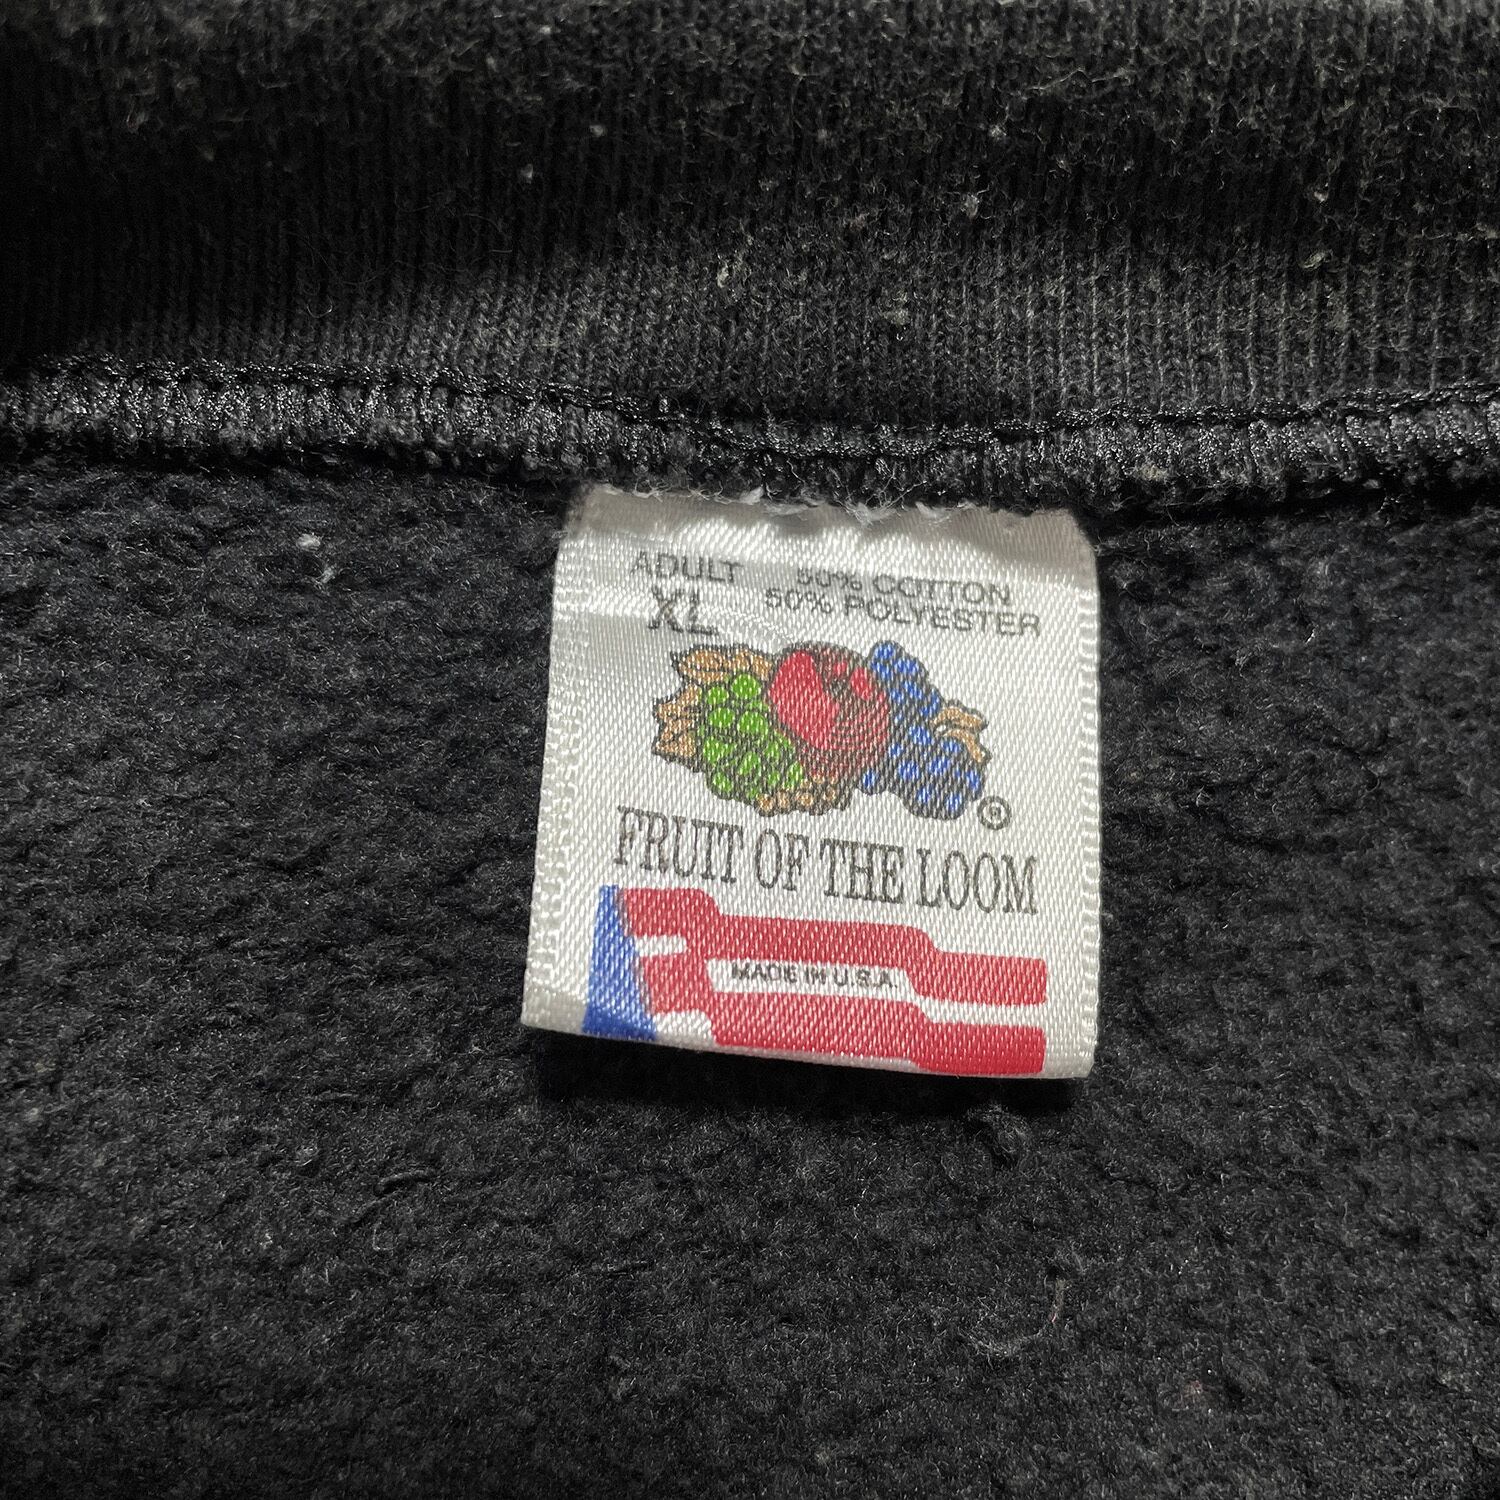 ADULT 50% COTTON
XL 50% POLYESTER
®
FRUIT OF THE LOOM
MADE IN U.S.A.